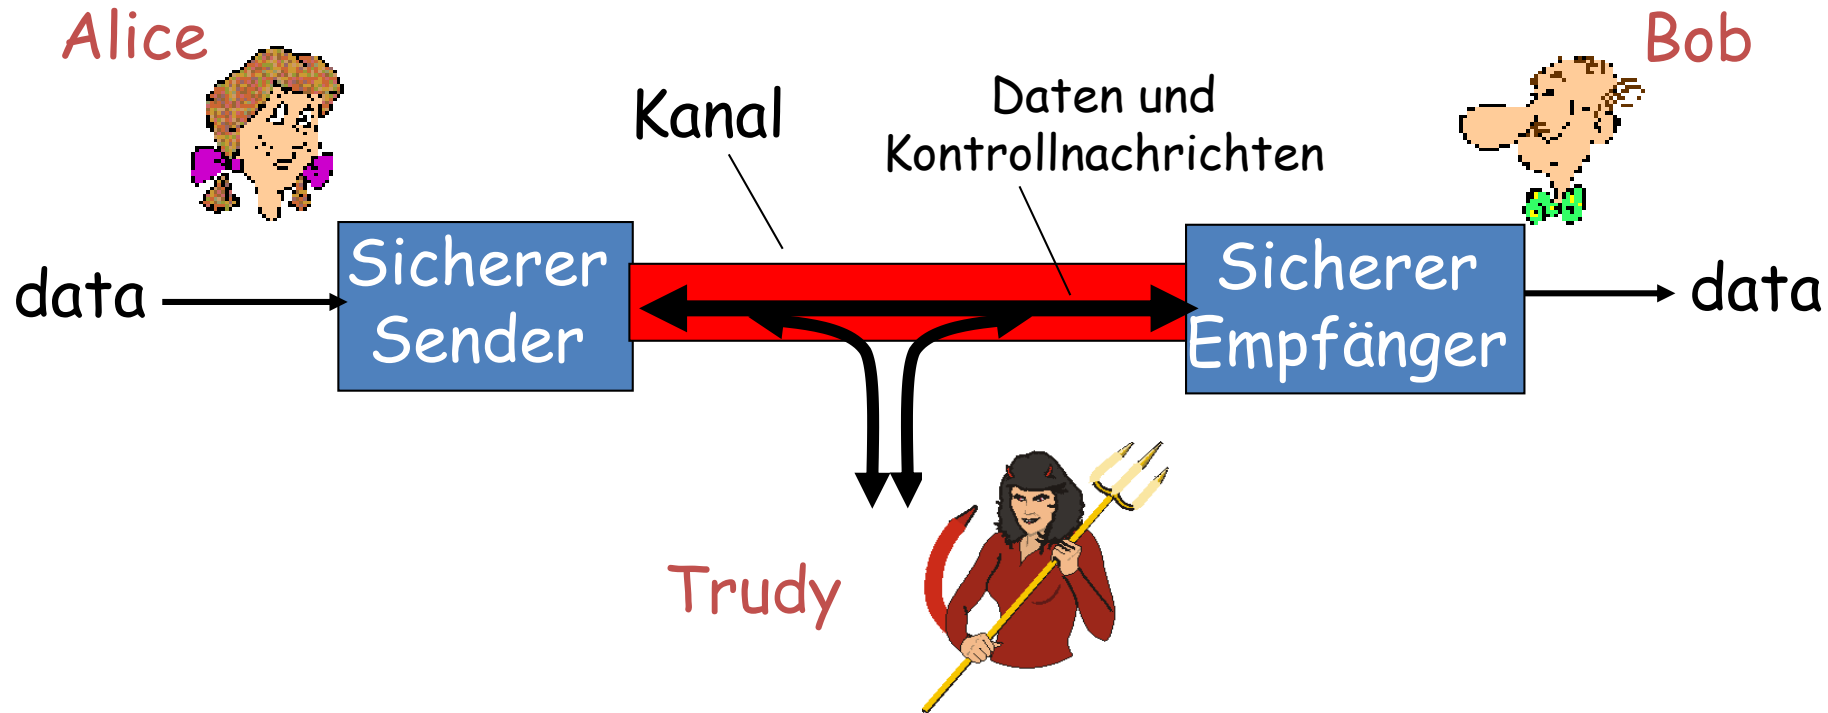 Alice
Bob
Kanal
Daten und
Kontrollnachrichten
data
Sicherer
Sender
Sicherer
Empfänger
data
Trudy